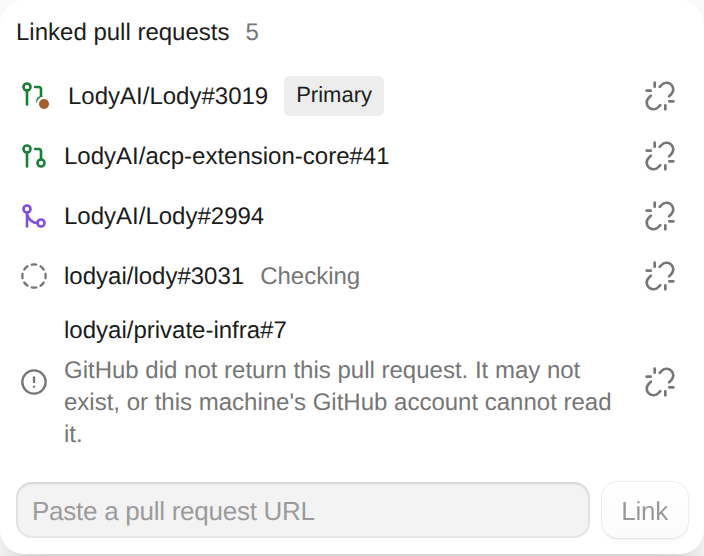 Linked pull requests 5
LodyAI/Lody#3019 Primary
LodyAI/acp-extension-core#41
LodyAI/Lody#2994
lodyai/lody#3031 Checking
lodyai/private-infra#7
GitHub did not return this pull request. It may not
exist, or this machine's GitHub account cannot read
it.
Paste a pull request URL Link